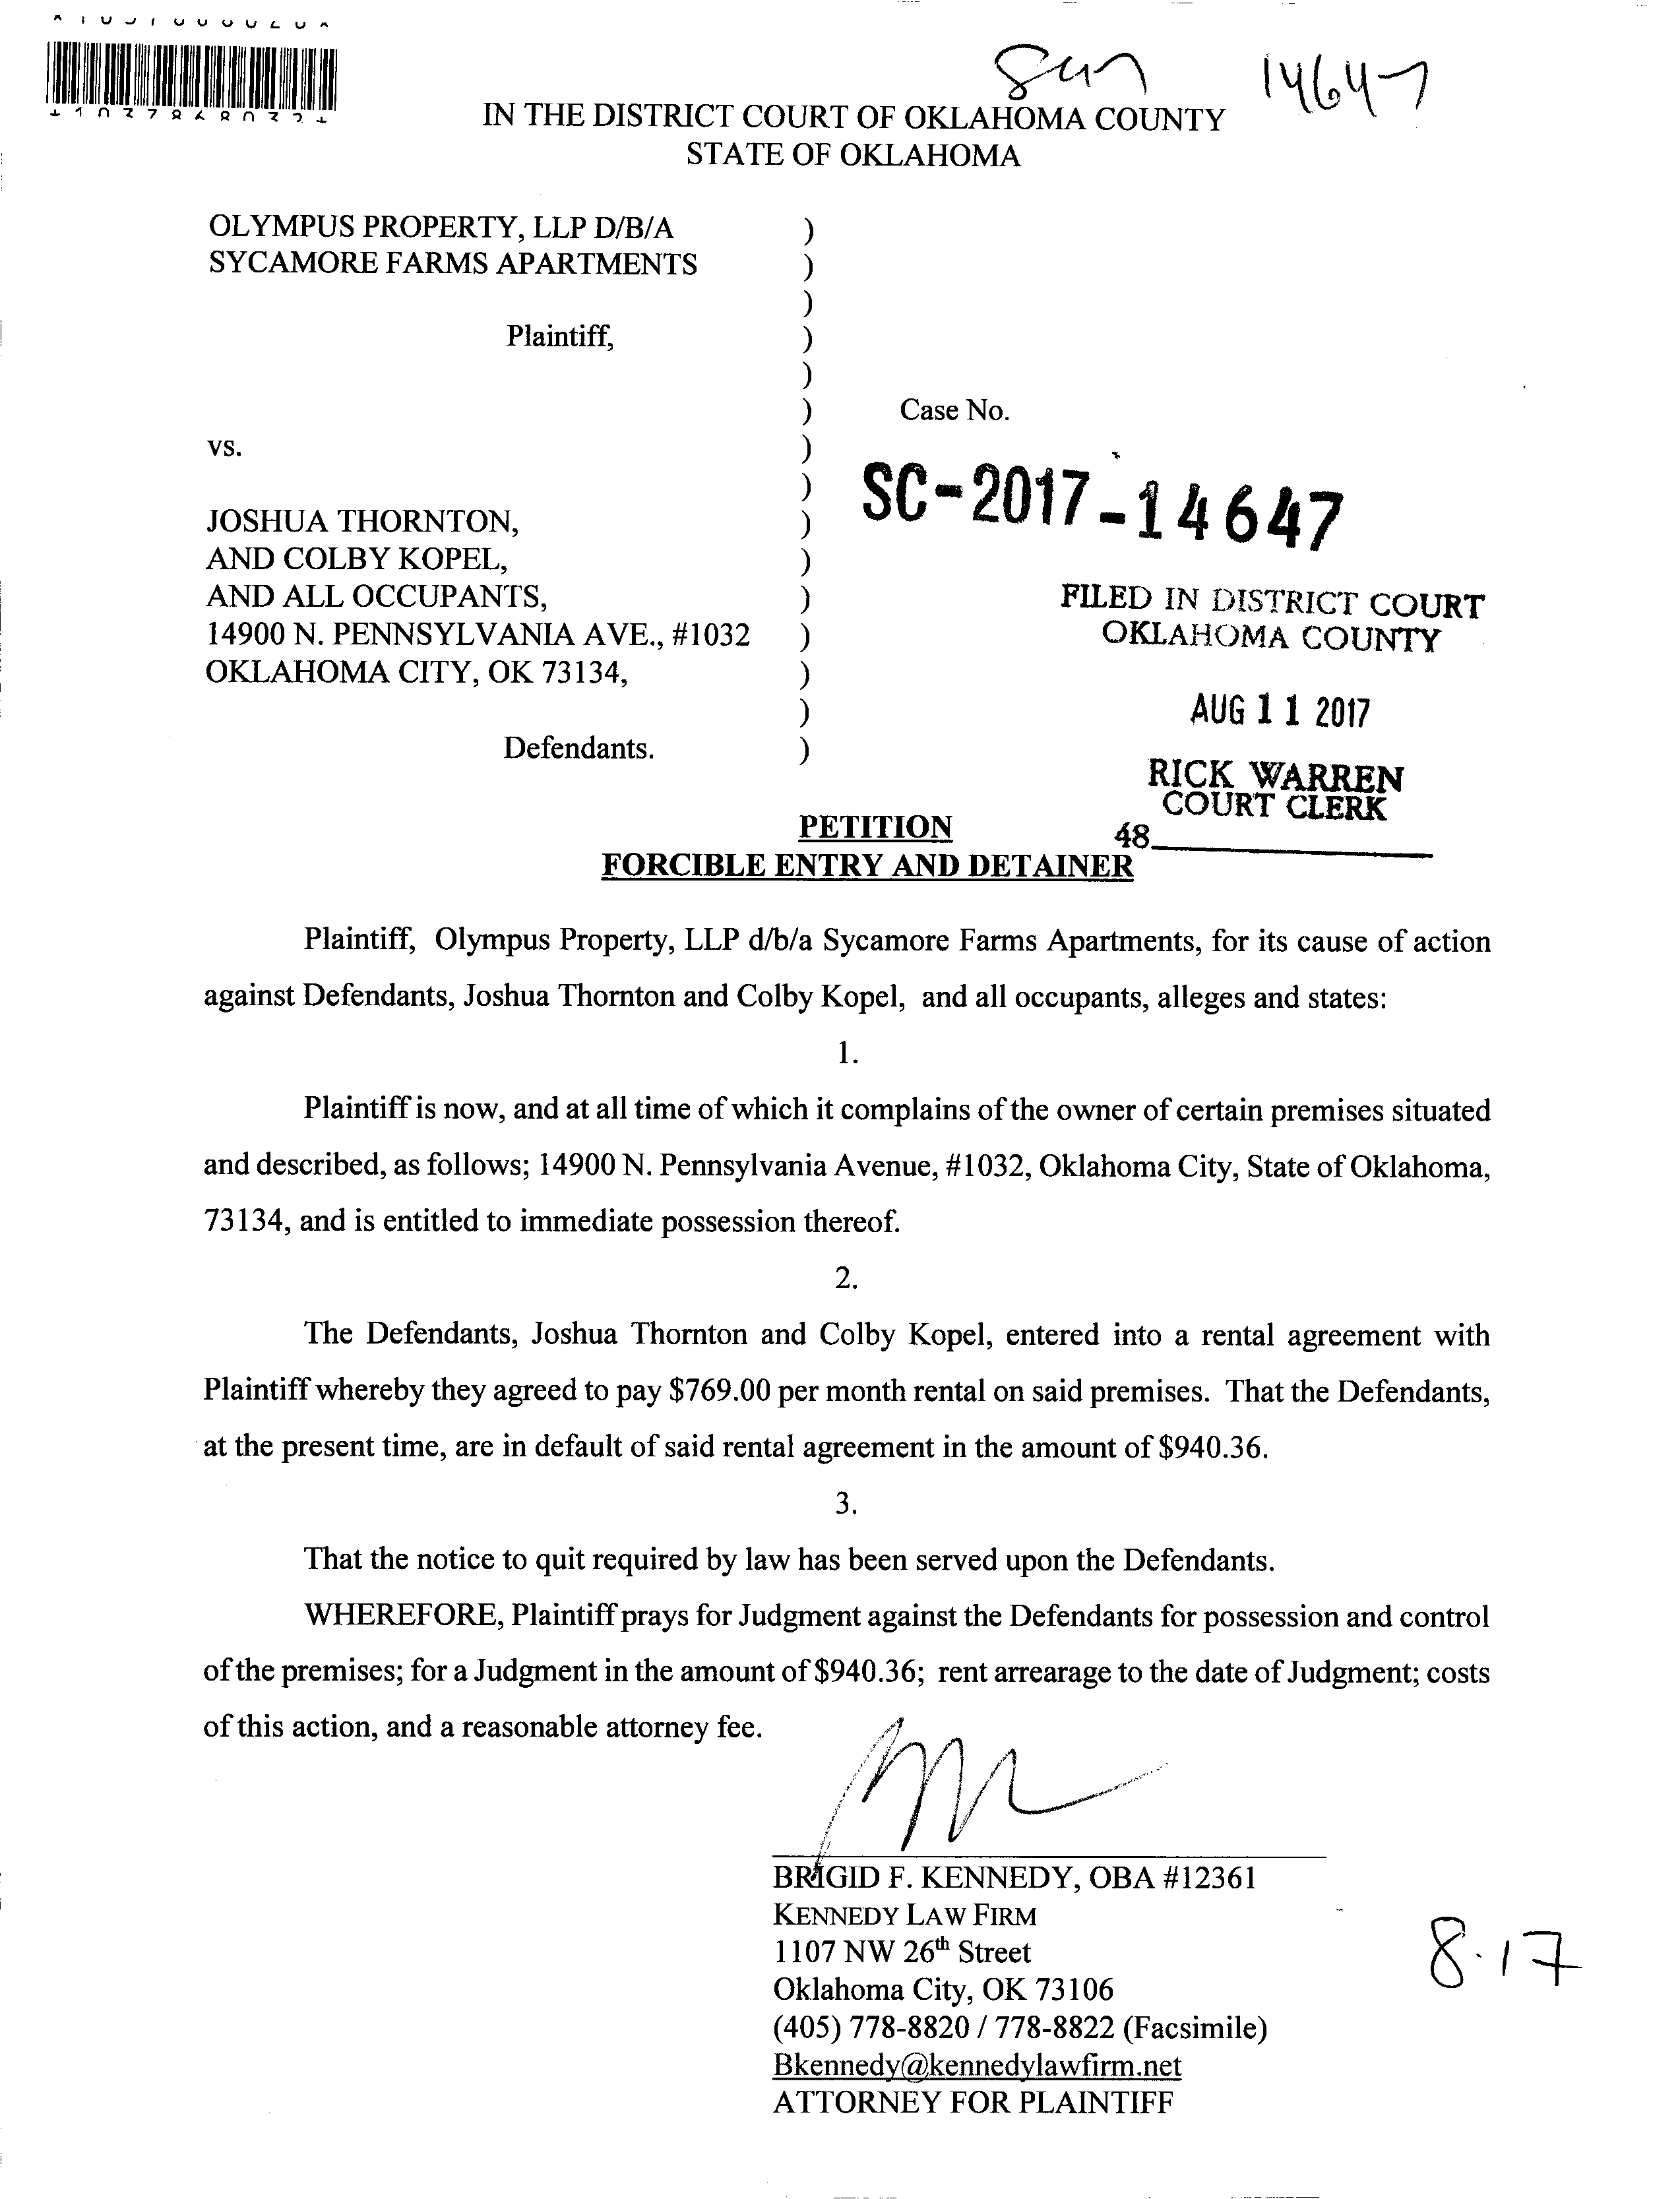 IN THE DISTRICT COURT OF OKLAHOMA COUNTY
14647
STATE OF OKLAHOMA
OLYMPUS PROPERTY, LLP D/B/A )
SYCAMORE FARMS APARTMENTS )
)
Plaintiff, )
)
) Case No.
vs. )
) SC-2017-14647
JOSHUA THORNTON, )
AND COLBY KOPEL, )
AND ALL OCCUPANTS, ) FILED IN DISTRICT COURT
14900 N. PENNSYLVANIA AVE., #1032 ) OKLAHOMA COUNTY
OKLAHOMA CITY, OK 73134, )
) AUG 11 2017
Defendants. )
RICK WARREN
COURT CLERK
PETITION
48
FORCIBLE ENTRY AND DETAINER
Plaintiff, Olympus Property, LLP d/b/a Sycamore Farms Apartments, for its cause of action
against Defendants, Joshua Thornton and Colby Kopel, and all occupants, alleges and states:
1.
Plaintiff is now, and at all time of which it complains of the owner of certain premises situated
and described, as follows; 14900 N. Pennsylvania Avenue, #1032, Oklahoma City, State of Oklahoma,
73134, and is entitled to immediate possession thereof.
2.
The Defendants, Joshua Thornton and Colby Kopel, entered into a rental agreement with
Plaintiff whereby they agreed to pay $769.00 per month rental on said premises. That the Defendants,
at the present time, are in default of said rental agreement in the amount of $940.36.
3.
That the notice to quit required by law has been served upon the Defendants.
WHEREFORE, Plaintiff prays for Judgment against the Defendants for possession and control
of the premises; for a Judgment in the amount of $940.36; rent arrearage to the date of Judgment; costs
of this action, and a reasonable attorney fee.
BRIGID F. KENNEDY, OBA #12361
KENNEDY LAW FIRM
1107 NW 26th Street
Oklahoma City, OK 73106
(405) 778-8820 / 778-8822 (Facsimile)
Bkennedy@kennedylawfirm.net
ATTORNEY FOR PLAINTIFF
8.17